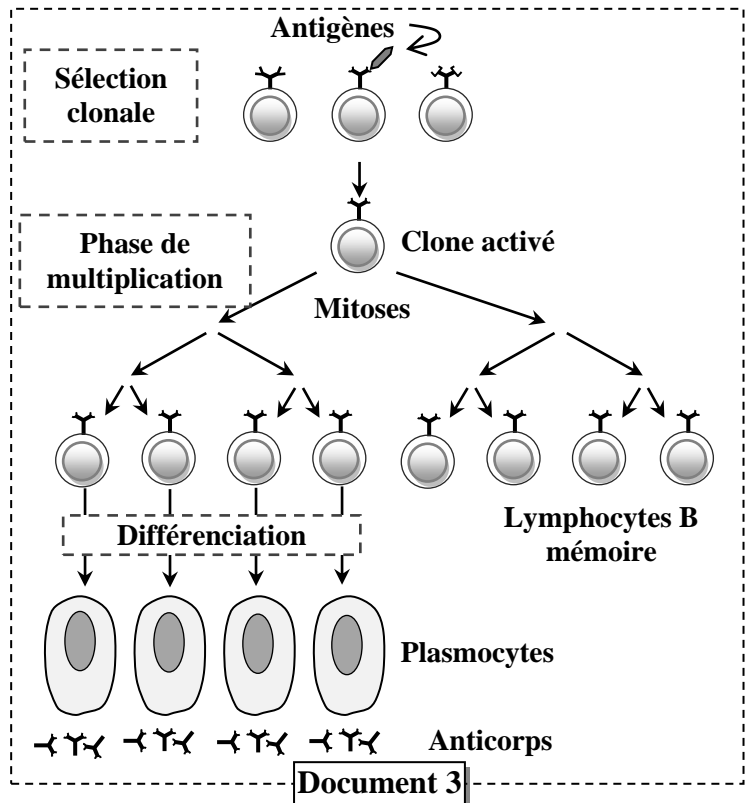 Antigènes
Sélection
clonale
Phase de
multiplication
Clone activé
Mitoses
Différenciation
Lymphocytes B
mémoire
Plasmocytes
Anticorps
Document 3